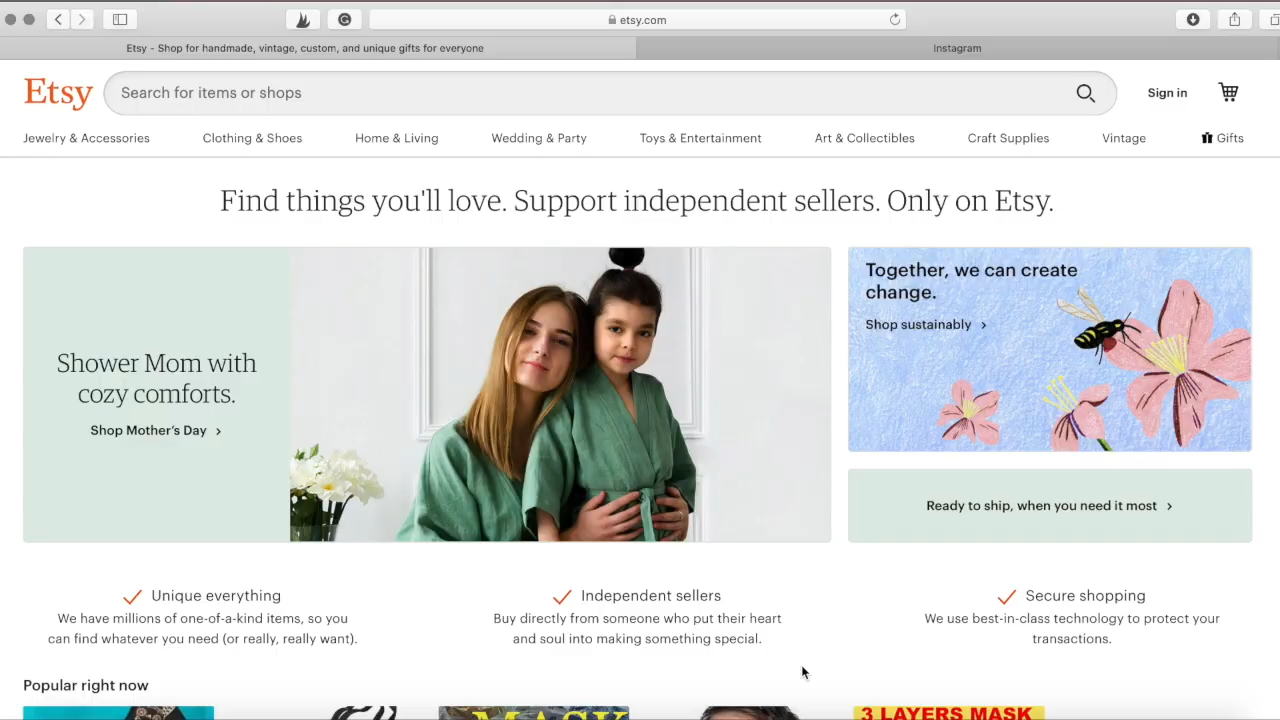 etsy.com
Etsy - Shop for handmade, vintage, custom, and unique gifts for everyone
Instagram
Etsy
Search for items or shops
Sign in
Jewelry & Accessories
Clothing & Shoes
Home & Living
Wedding & Party
Toys & Entertainment
Art & Collectibles
Craft Supplies
Vintage
Gifts
Find things you'll love. Support independent sellers. Only on Etsy.
Shower Mom with
cozy comforts.
Shop Mother's Day >
Together, we can create
change.
Shop sustainably >
Ready to ship, when you need it most >
Unique everything
We have millions of one-of-a-kind items, so you
can find whatever you need (or really, really want).
Independent sellers
Buy directly from someone who put their heart
and soul into making something special.
Secure shopping
We use best-in-class technology to protect your
transactions.
Popular right now
MASK
3 LAYERS MASK